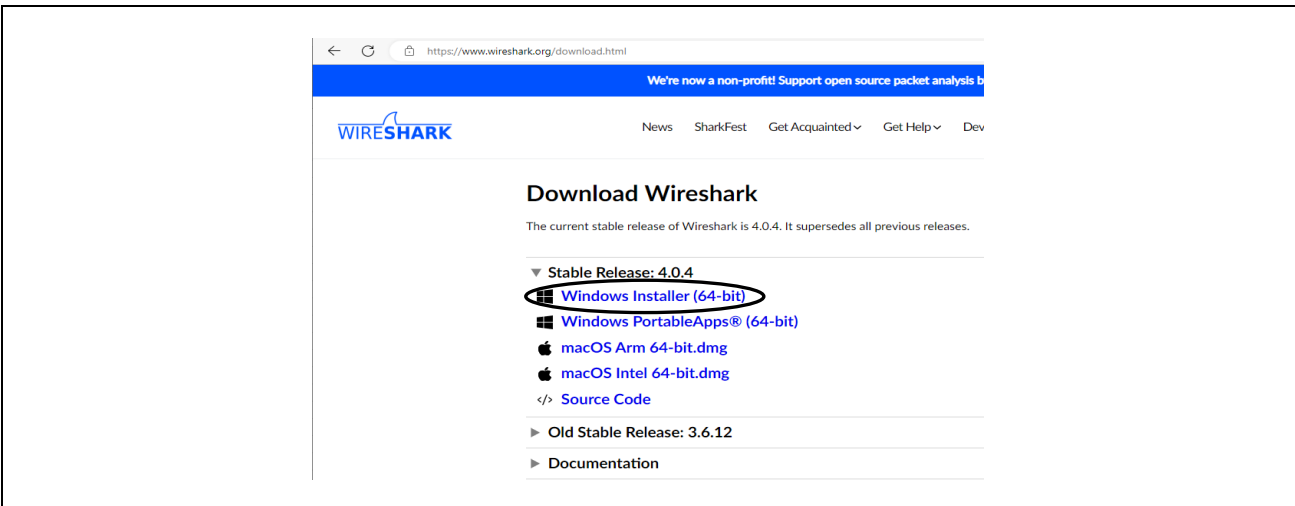 https://www.wireshark.org/download.html
We're now a non-profit! Support open source packet analysis b
WIRESHARK
News SharkFest Get Acquainted Get Help Dev
Download Wireshark
The current stable release of Wireshark is 4.0.4. It supersedes all previous releases.
Stable Release: 4.0.4
Windows Installer (64-bit)
Windows PortableApps® (64-bit)
macOS Arm 64-bit.dmg
macOS Intel 64-bit.dmg
</> Source Code
Old Stable Release: 3.6.12
Documentation